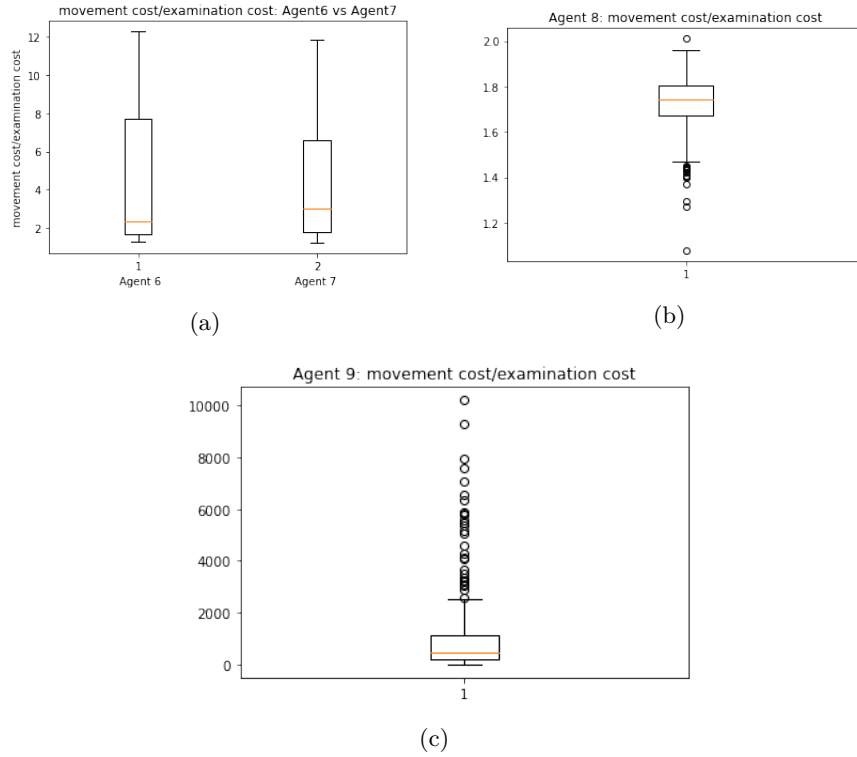 movement cost/examination cost: Agent6 vs Agent7
movement cost/examination cost
12
10
8
6
4
2
1
2
Agent 6
Agent 7
(a)
Agent 8: movement cost/examination cost
2.0
1.8
1.6
1.4
1.2
1
(b)
Agent 9: movement cost/examination cost
10000
8000
6000
4000
2000
0
1
(c)